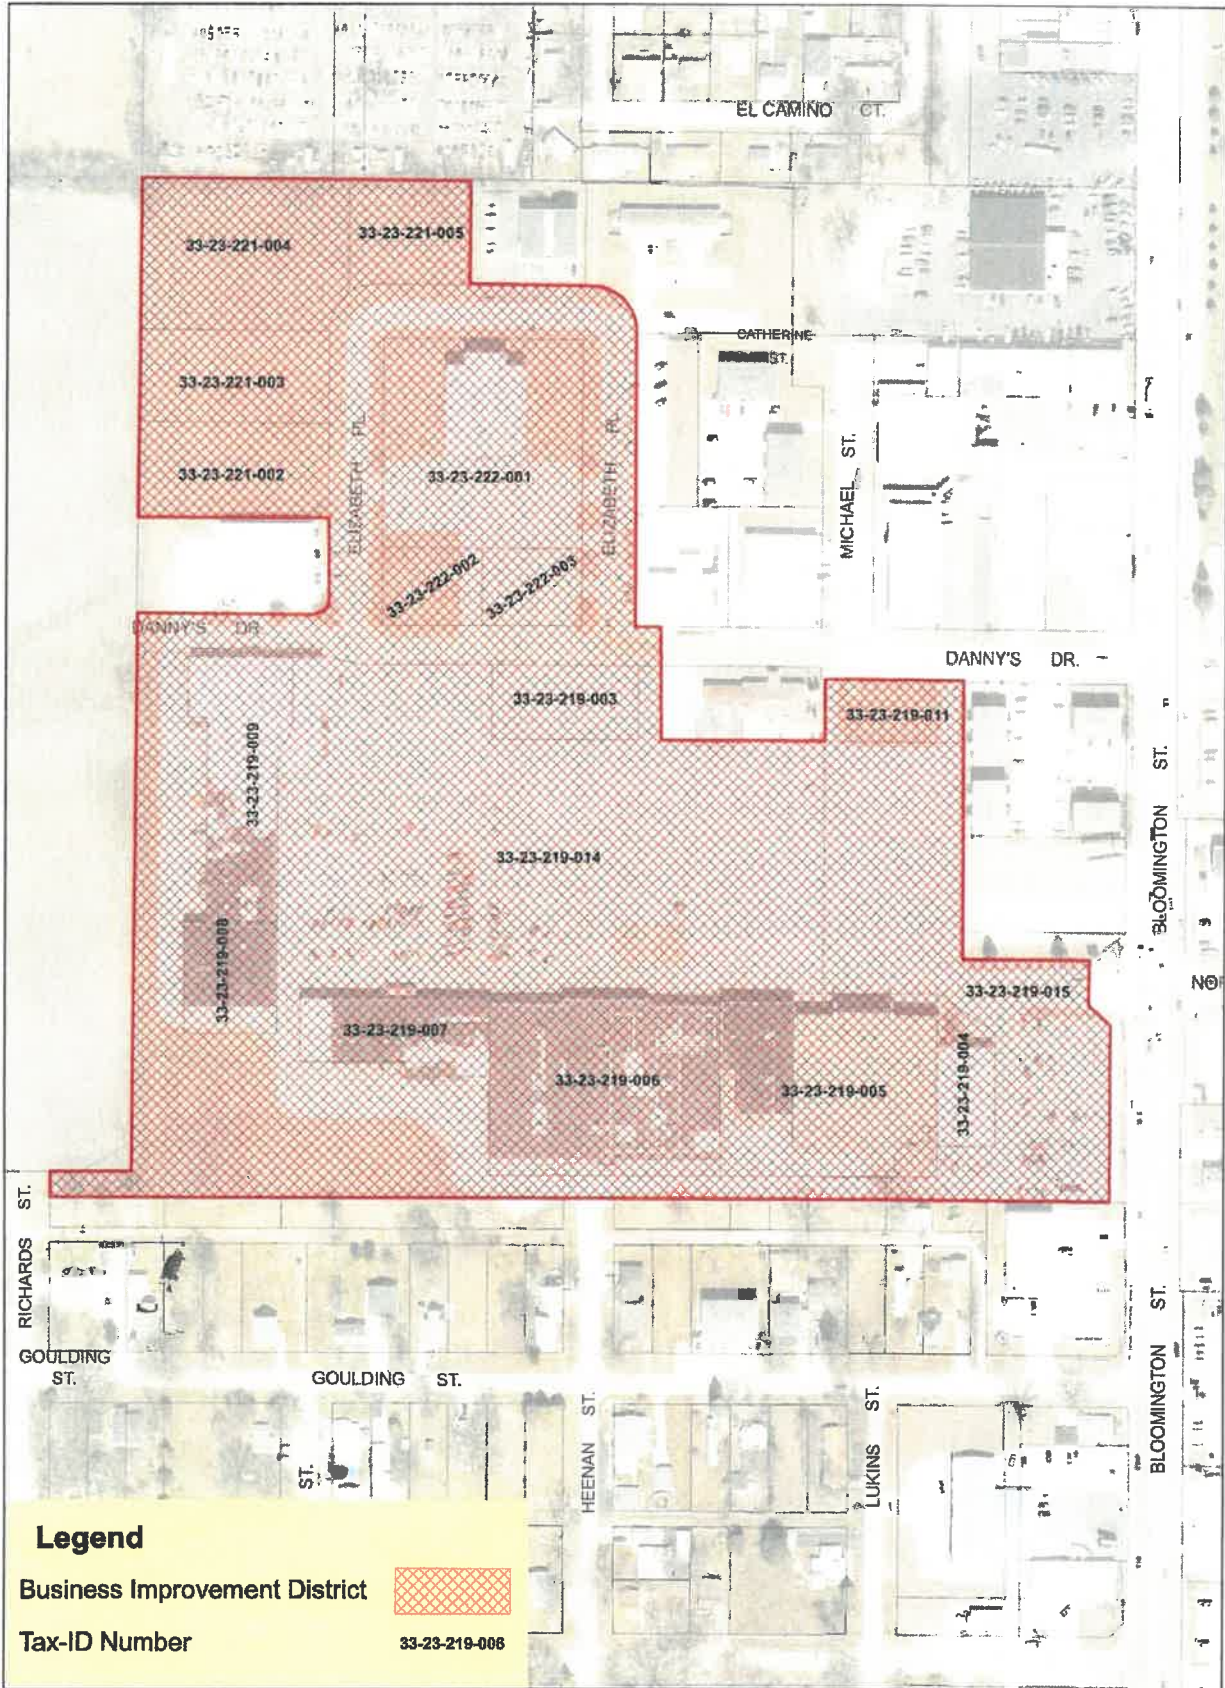 EL CAMINO CT.
33-23-221-004
33-23-221-005
CATHERINE
ST.
33-23-221-003
ELIZABETH PL.
ELIZABETH PL.
MICHAEL ST.
33-23-221-002
33-23-222-001
33-23-222-002
33-23-222-003
DANNY'S DR.
DANNY'S DR.
33-23-219-003
33-23-219-011
33-23-219-009
BLOOMINGTON ST.
33-23-219-014
33-23-219-008
33-23-219-015
33-23-219-007
33-23-219-006
33-23-219-005
33-23-219-004
RICHARDS ST.
GOULDING
ST.
GOULDING ST.
HEENAN ST.
LUKINS ST.
BLOOMINGTON ST.
ST.
Legend
Business Improvement District
Tax-ID Number 33-23-219-006